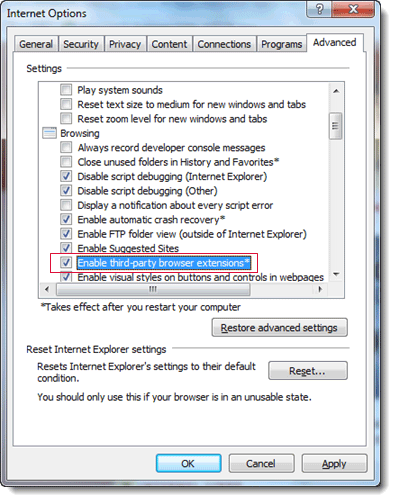 Internet Options
General Security Privacy Content Connections Programs Advanced
Settings
Play system sounds
Reset text size to medium for new windows and tabs
Reset zoom level for new windows and tabs
Browsing
Always record developer console messages
Close unused folders in History and Favorites*
Disable script debugging (Internet Explorer)
Disable script debugging (Other)
Display a notification about every script error
Enable automatic crash recovery*
Enable FTP folder view (outside of Internet Explorer)
Enable Suggested Sites
Enable third-party browser extensions*
Enable visual styles on buttons and controls in webpages
*Takes effect after you restart your computer
Restore advanced settings
Reset Internet Explorer settings
Resets Internet Explorer's settings to their default
condition.
Reset...
You should only use this if your browser is in an unusable state.
OK Cancel Apply